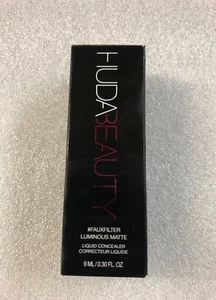 HUDABEAUTY
#FAUXFILTER
LUMINOUS MATTE
LIQUID CONCEALER
CORRECTEUR LIQUIDE
9 ML/0.30 FL. OZ